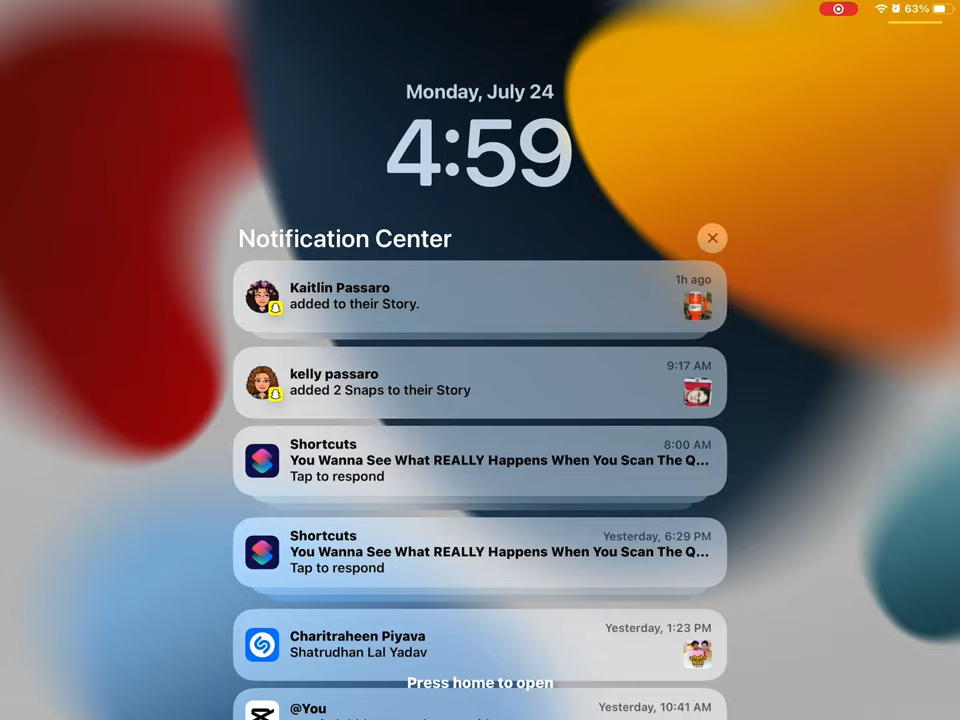 63%
Monday, July 24
4:59
Notification Center
Kaitlin Passaro
1h ago
added to their Story.
kelly passaro
9:17 AM
added 2 Snaps to their Story
Shortcuts
8:00 AM
You Wanna See What REALLY Happens When You Scan The Q...
Tap to respond
Shortcuts
Yesterday, 6:29 PM
You Wanna See What REALLY Happens When You Scan The Q...
Tap to respond
Charitraheen Piyava
Yesterday, 1:23 PM
Shatrudhan Lal Yadav
Press home to open
@You
Yesterday, 10:41 AM